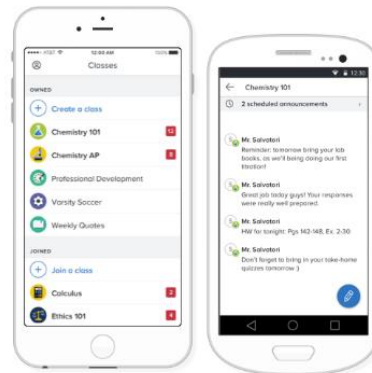 AT&T 12:00 AM 100%
Classes
OWNED
Create a class
Chemistry 101 12
Chemistry AP
Professional Development
Varsity Soccer
Weekly Quotes
JOINED
Join a class
Calculus 2
Ethics 101 4
12:30
Chemistry 101
2 scheduled announcements
Mr. Salvatori
Reminder: tomorrow bring your lab
books, as we'll being doing our first
titration!
Mr. Salvatori
Great job today guys! Your responses
were really well prepared.
Mr. Salvatori
HW for tonight: Pgs 142-148, Ex. 2-30
Mr. Salvatori
Don't forget to bring in your take-home
quizzes tomorrow :)